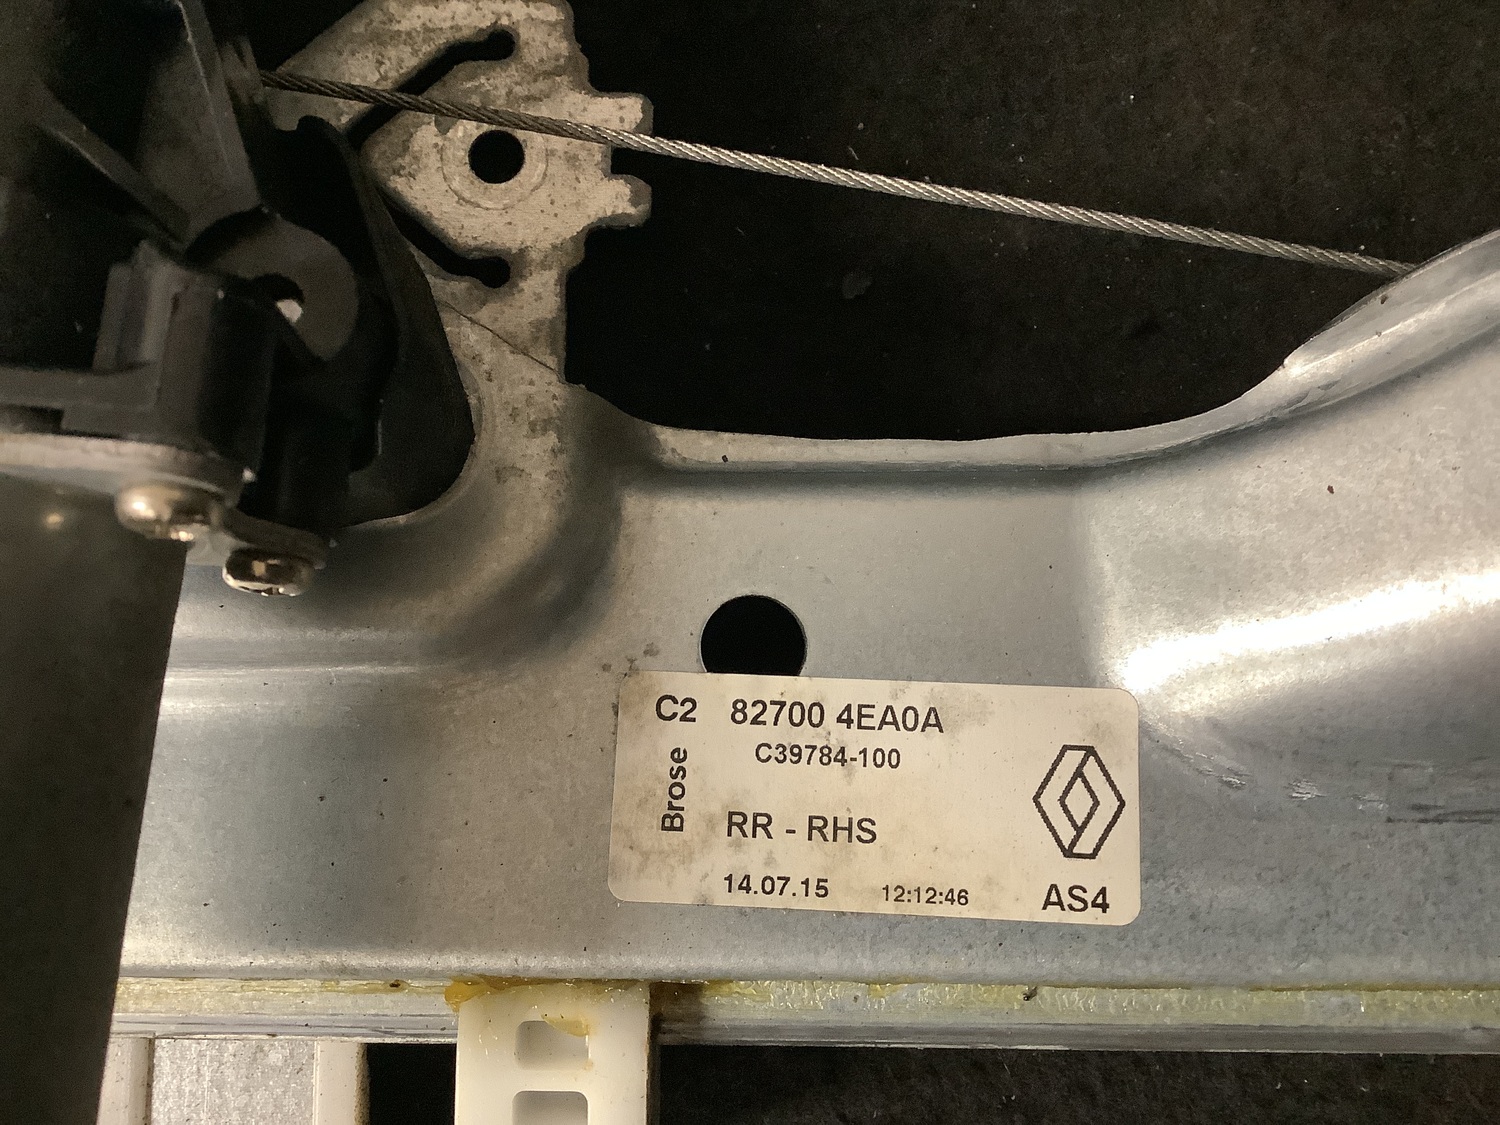 C2 82700 4EA0A
C39784-100
Brose
RR - RHS
14.07.15 12:12:46
AS4